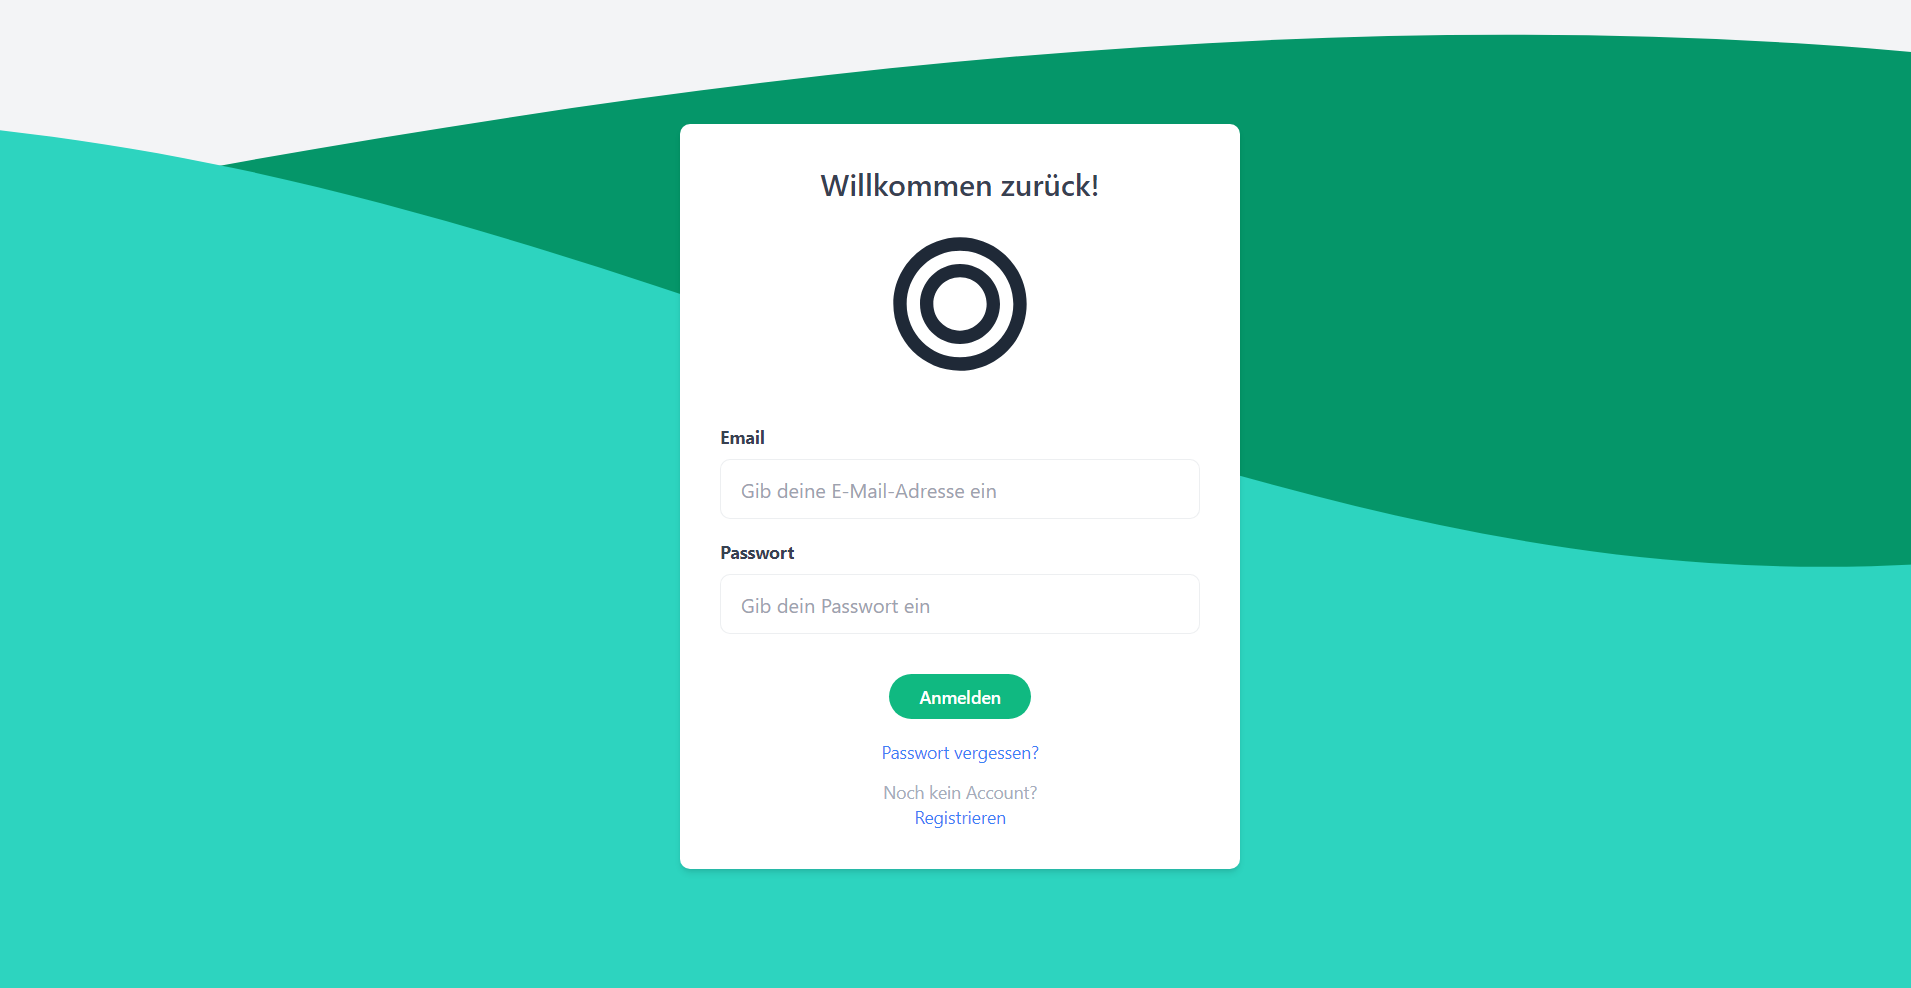 Willkommen zurück!
Email
Gib deine E-Mail-Adresse ein
Passwort
Gib dein Passwort ein
Anmelden
Passwort vergessen?
Noch kein Account?
Registrieren